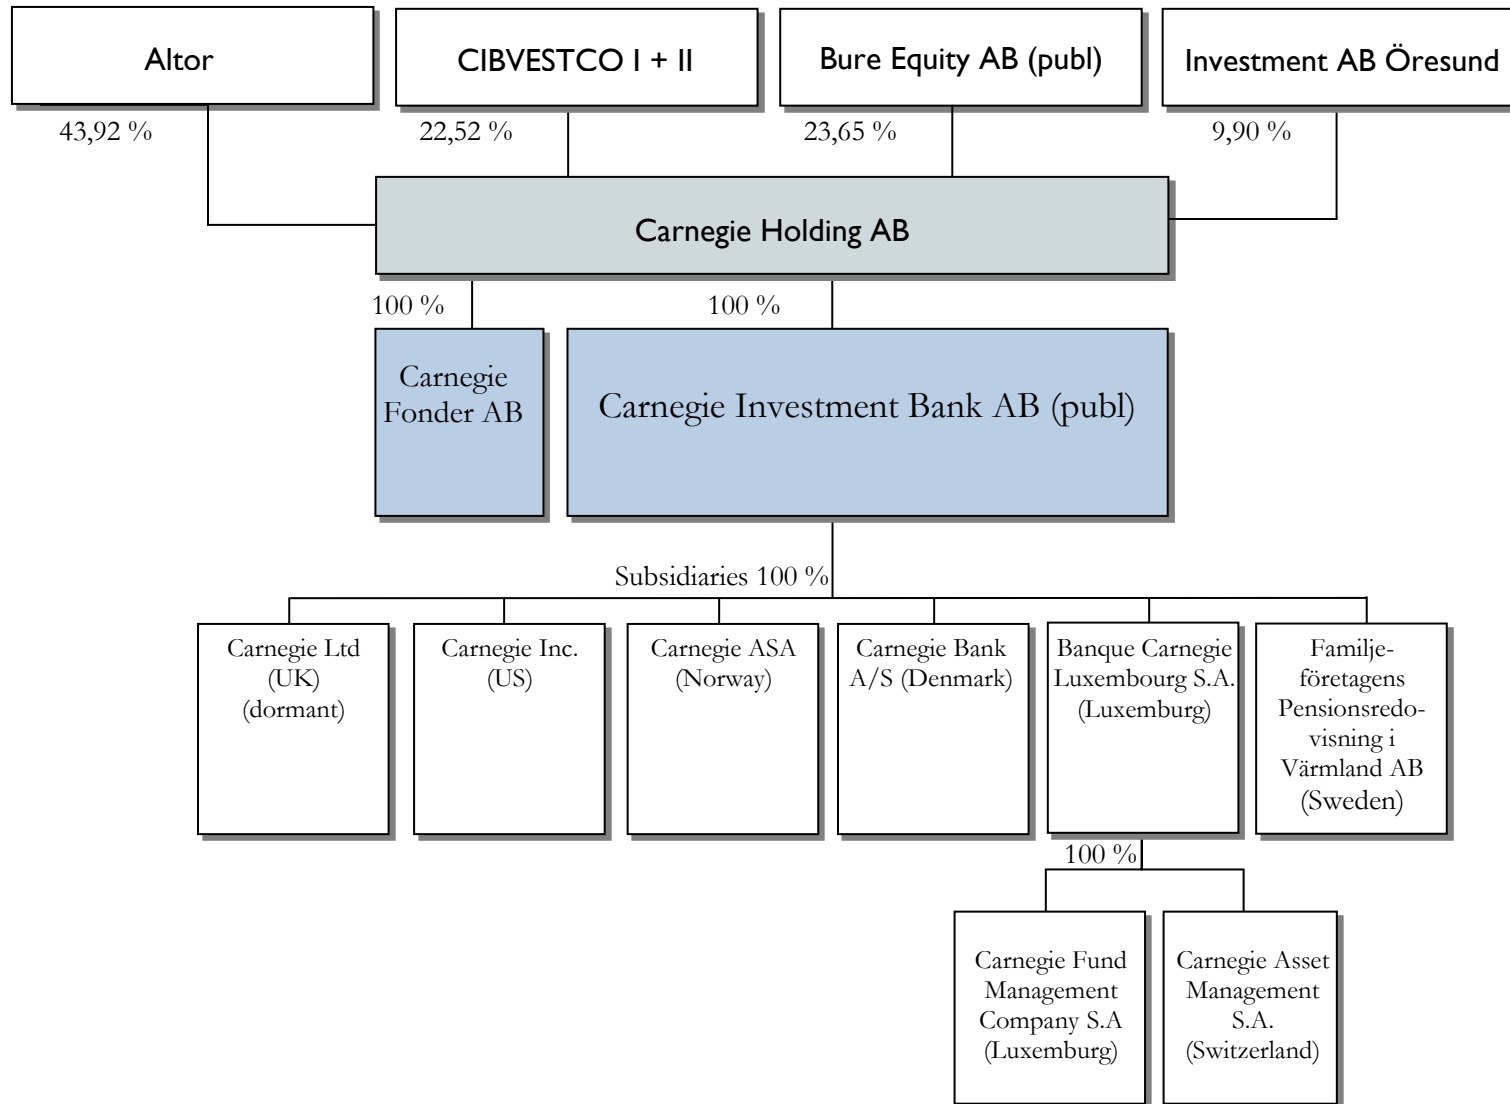 Altor
CIBVESTCO I + II
Bure Equity AB (publ)
Investment AB Öresund
43,92 %
22,52 %
23,65 %
9,90 %
Carnegie Holding AB
100 %
100 %
Carnegie
Fonder AB
Carnegie Investment Bank AB (publ)
Subsidiaries 100 %
Carnegie Ltd
(UK)
(dormant)
Carnegie Inc.
(US)
Carnegie ASA
(Norway)
Carnegie Bank
A/S (Denmark)
Banque Carnegie
Luxembourg S.A.
(Luxemburg)
Familje-
företagens
Pensionsredo-
visning i
Värmland AB
(Sweden)
100 %
Carnegie Fund
Management
Company S.A
(Luxemburg)
Carnegie Asset
Management
S.A.
(Switzerland)